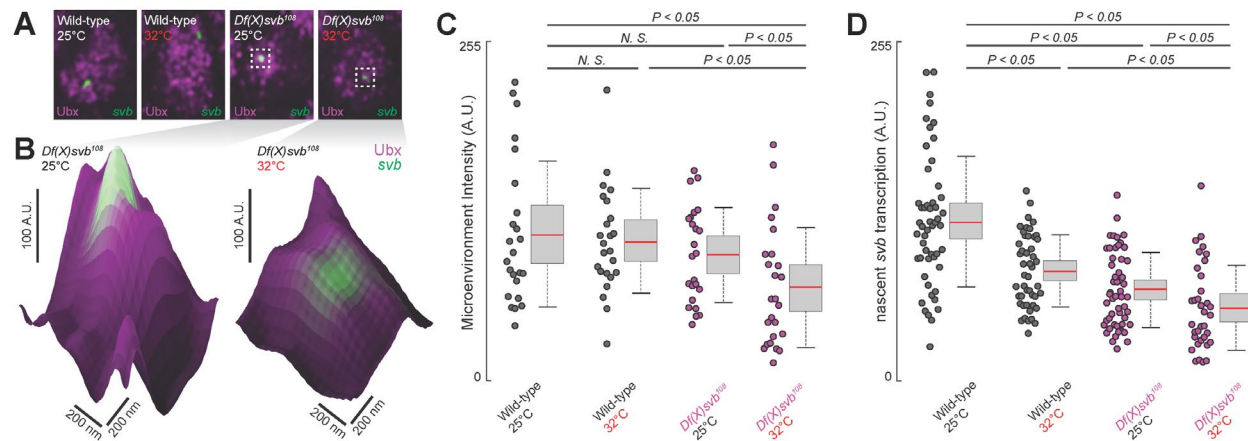 A
Wild-type
25°C
Ubx
svb
Wild-type
32°C
Ubx
svb
Df(X)svb¹⁰⁸
25°C
Ubx
svb
Df(X)svb¹⁰⁸
32°C
Ubx
svb
B
Df(X)svb¹⁰⁸
25°C
100 A.U.
200 nm
200 nm
Df(X)svb¹⁰⁸
32°C
100 A.U.
200 nm
200 nm
Ubx
svb
C
P < 0.05
N. S.
P < 0.05
N. S.
P < 0.05
255
Microenvironment Intensity (A.U.)
0
Wild-type
25°C
Wild-type
32°C
Df(X)svb¹⁰⁸
25°C
Df(X)svb¹⁰⁸
32°C
D
P < 0.05
P < 0.05
P < 0.05
P < 0.05
P < 0.05
255
nascent svb transcription (A.U.)
0
Wild-type
25°C
Wild-type
32°C
Df(X)svb¹⁰⁸
25°C
Df(X)svb¹⁰⁸
32°C